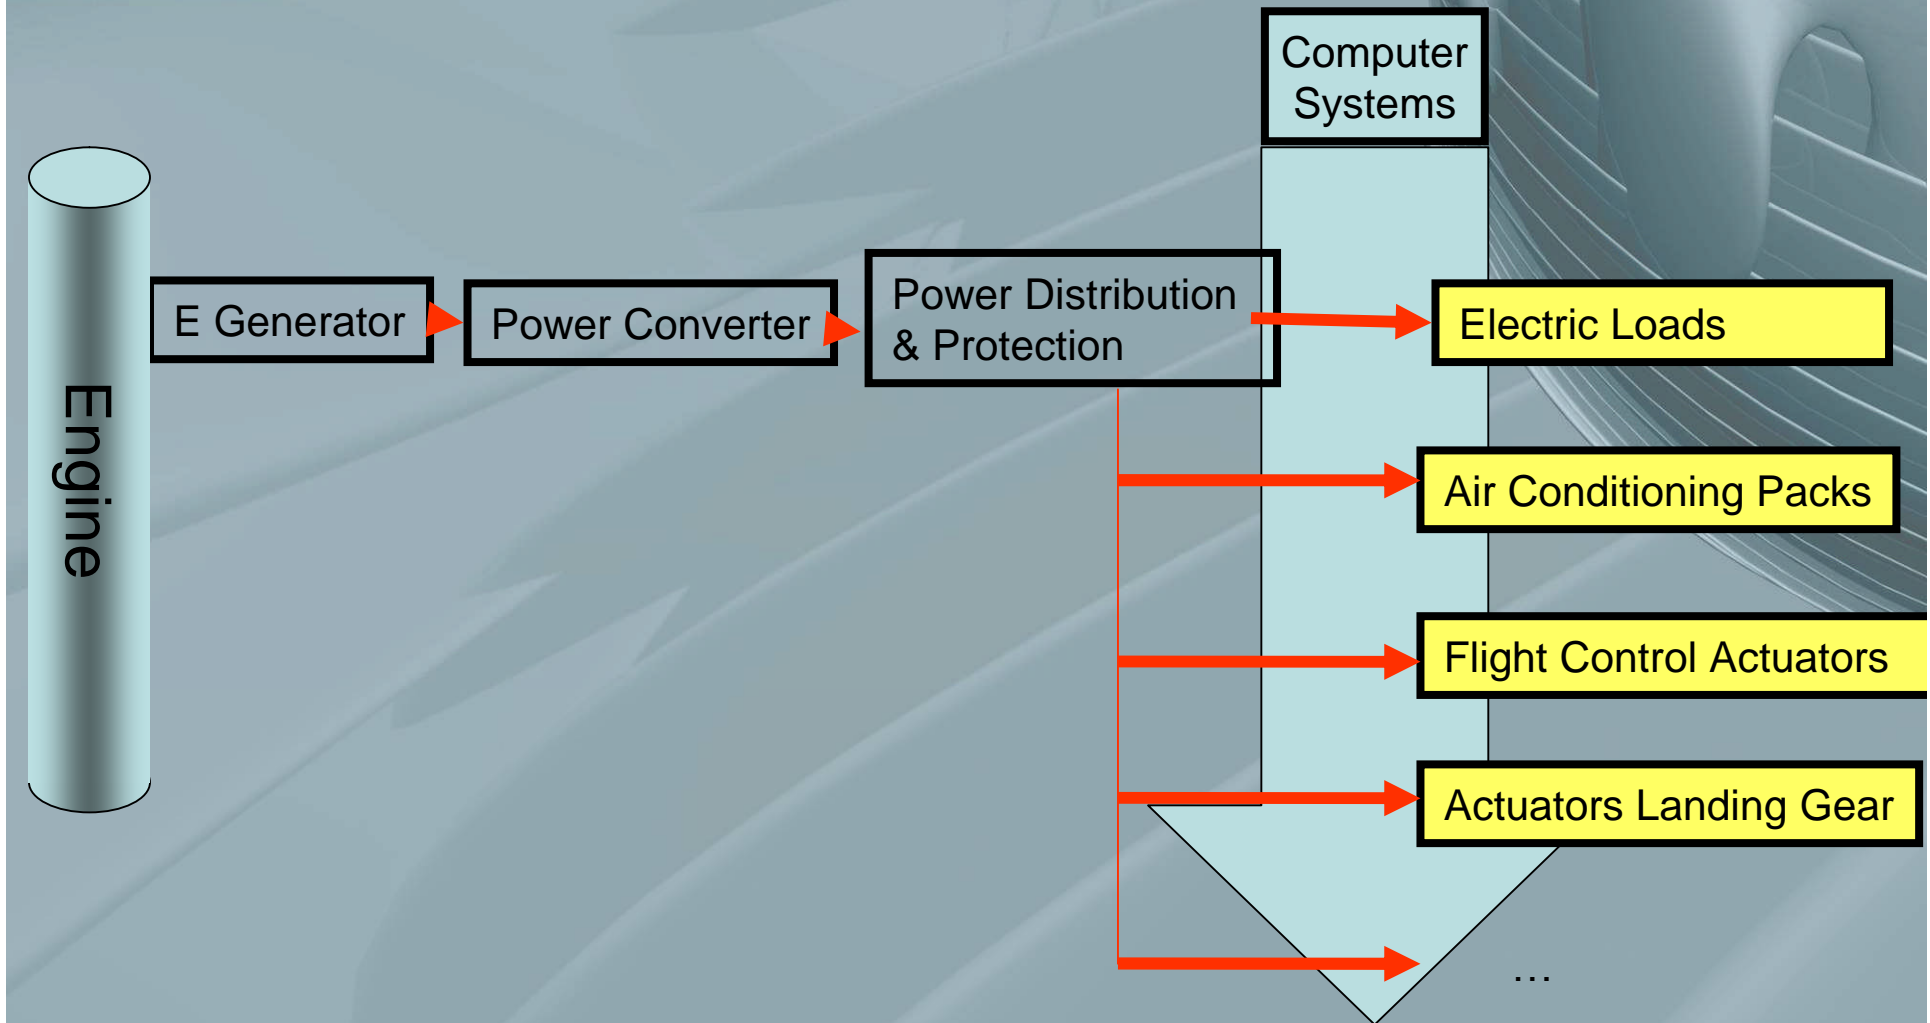 Computer
Systems
Engine
E Generator
Power Converter
Power Distribution
& Protection
Electric Loads
Air Conditioning Packs
Flight Control Actuators
Actuators Landing Gear
...